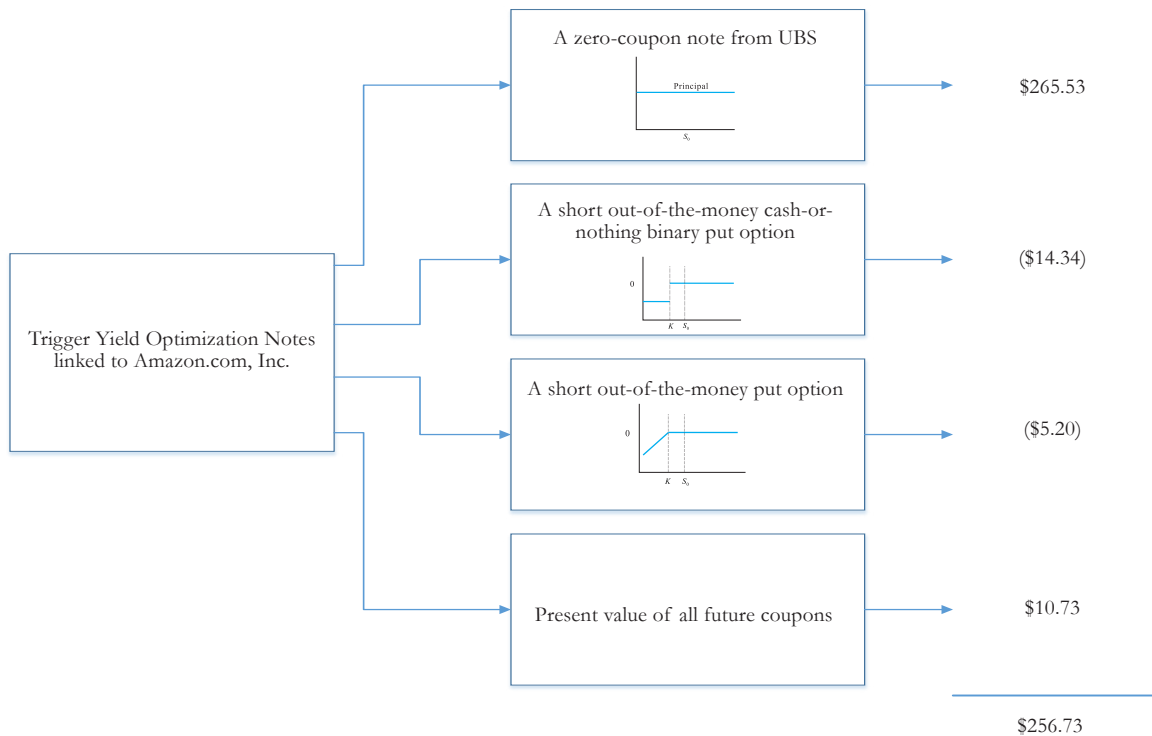 A zero-coupon note from UBS
Principal
S₀
$265.53
A short out-of-the-money cash-or-
nothing binary put option
0
K S₀
($14.34)
Trigger Yield Optimization Notes
linked to Amazon.com, Inc.
A short out-of-the-money put option
0
K S₀
($5.20)
Present value of all future coupons
$10.73
$256.73